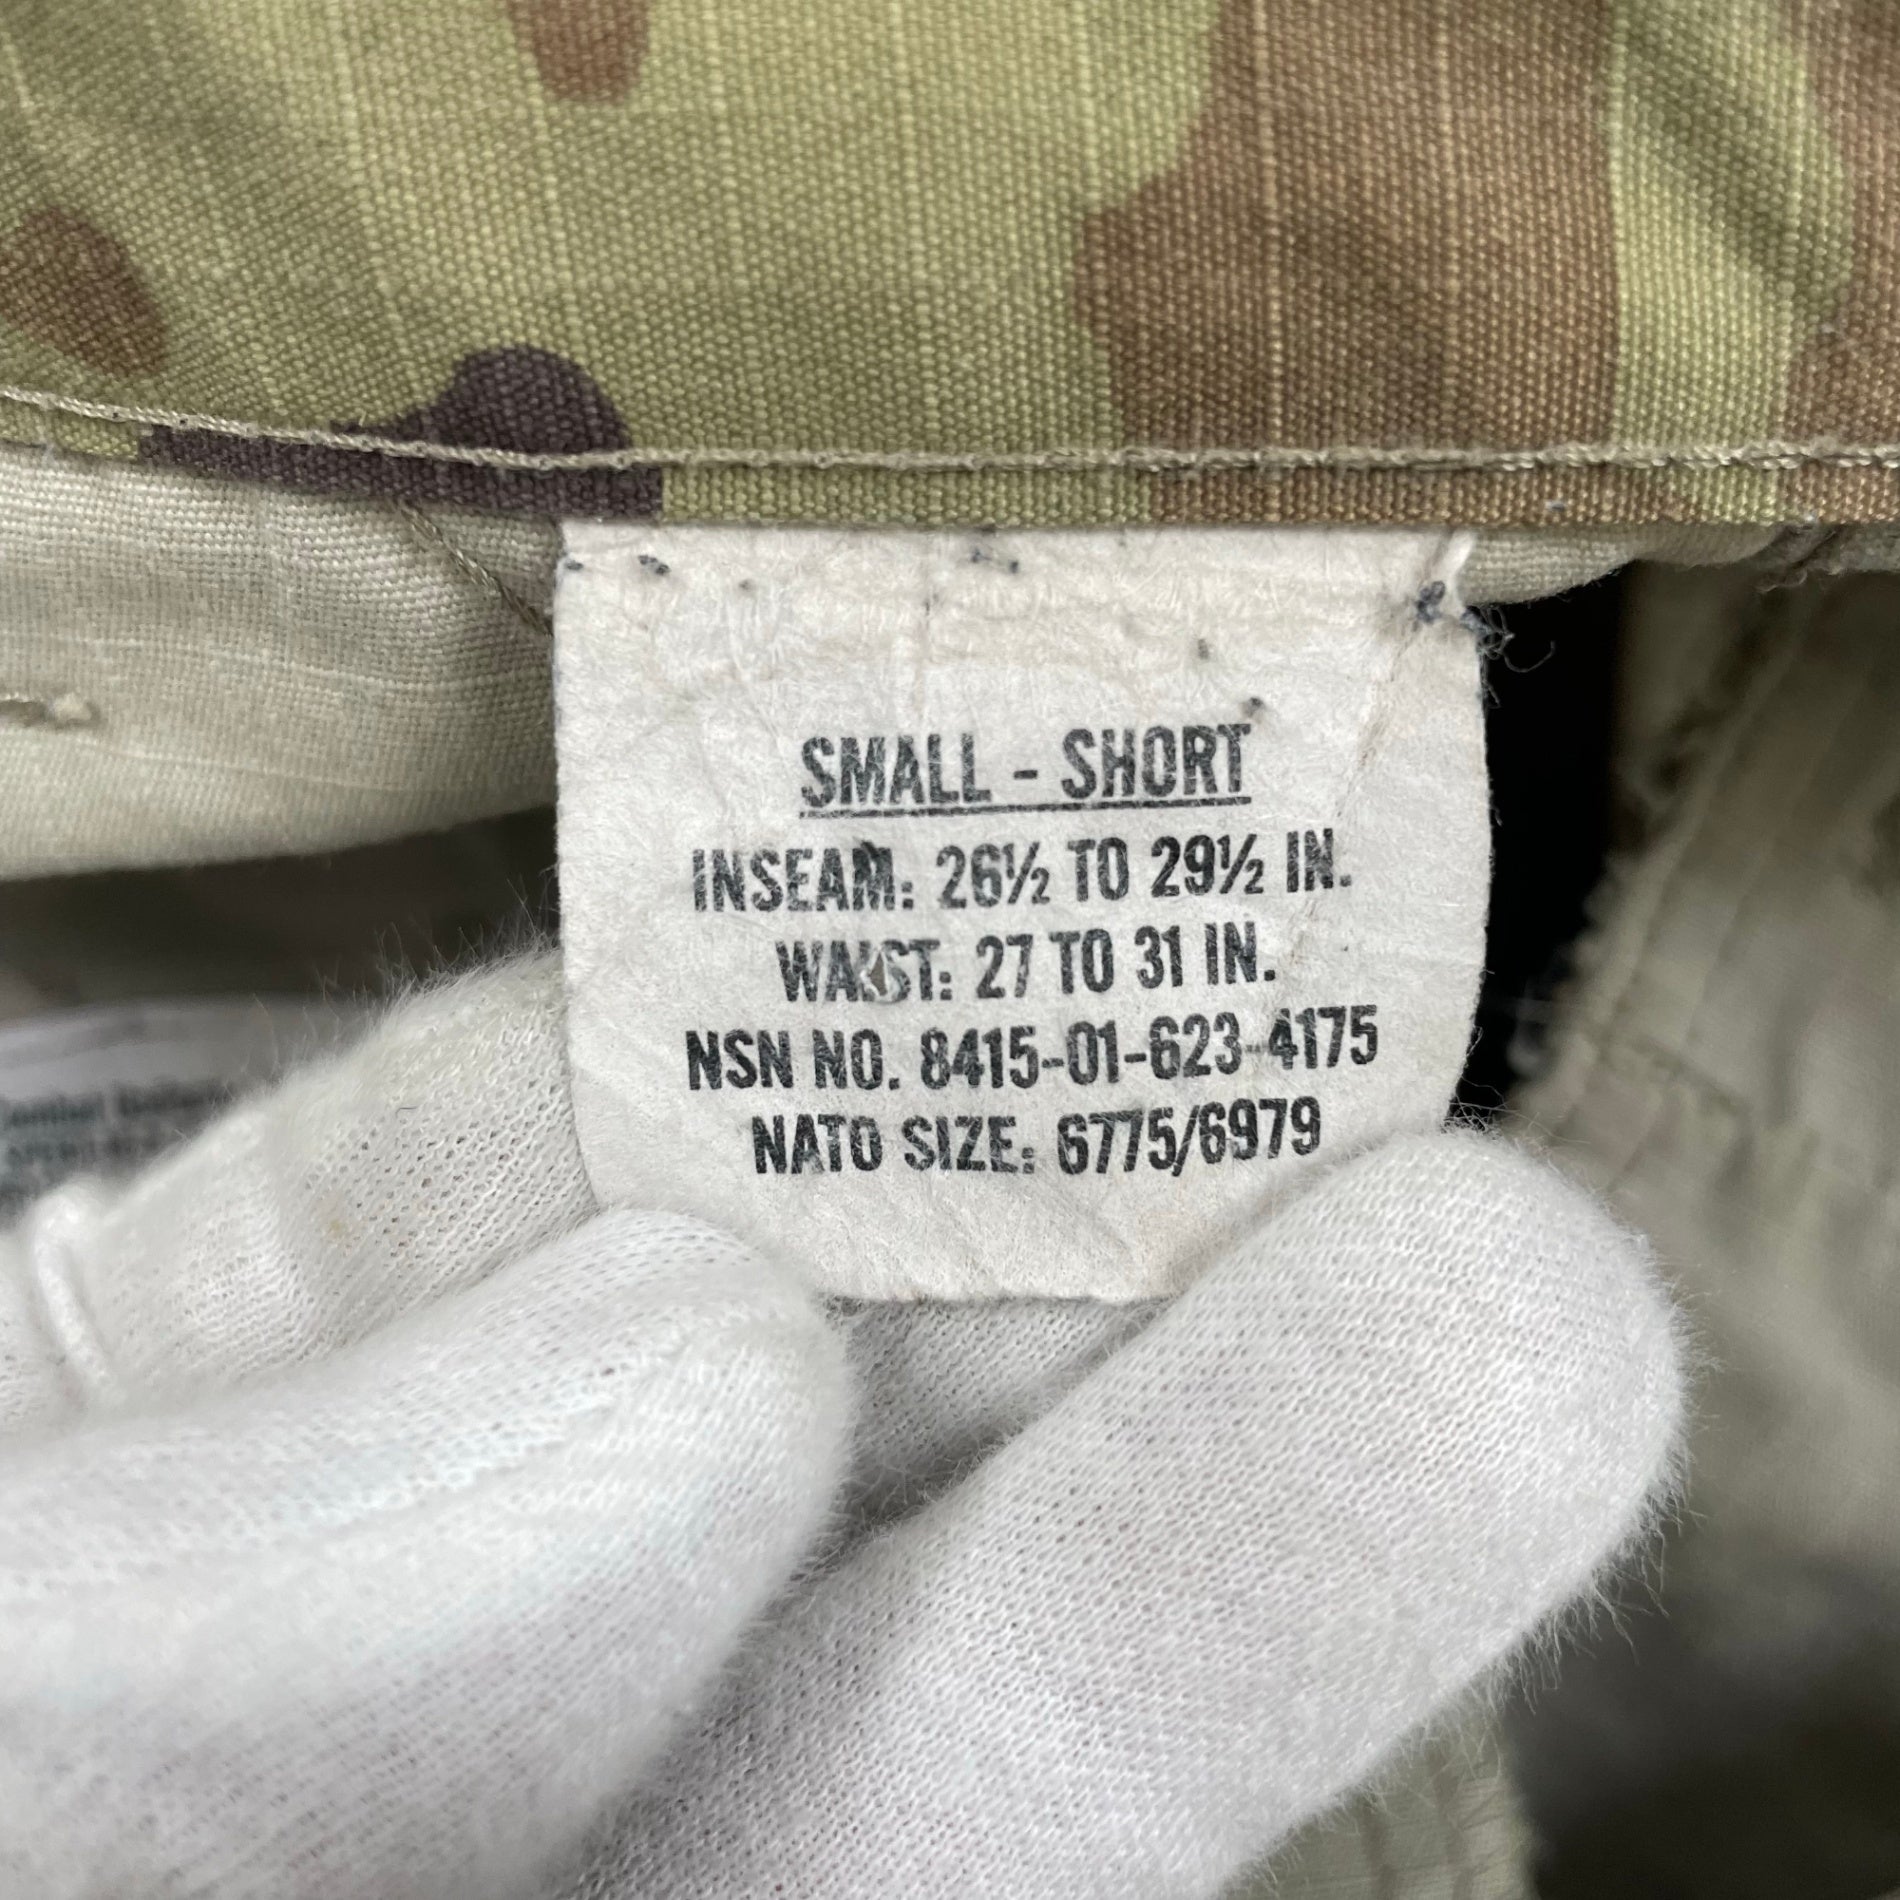 SMALL - SHORT
INSEAM: 26½ TO 29½ IN.
WAIST: 27 TO 31 IN.
NSN NO. 8415-01-623-4175
NATO SIZE: 6775/6979